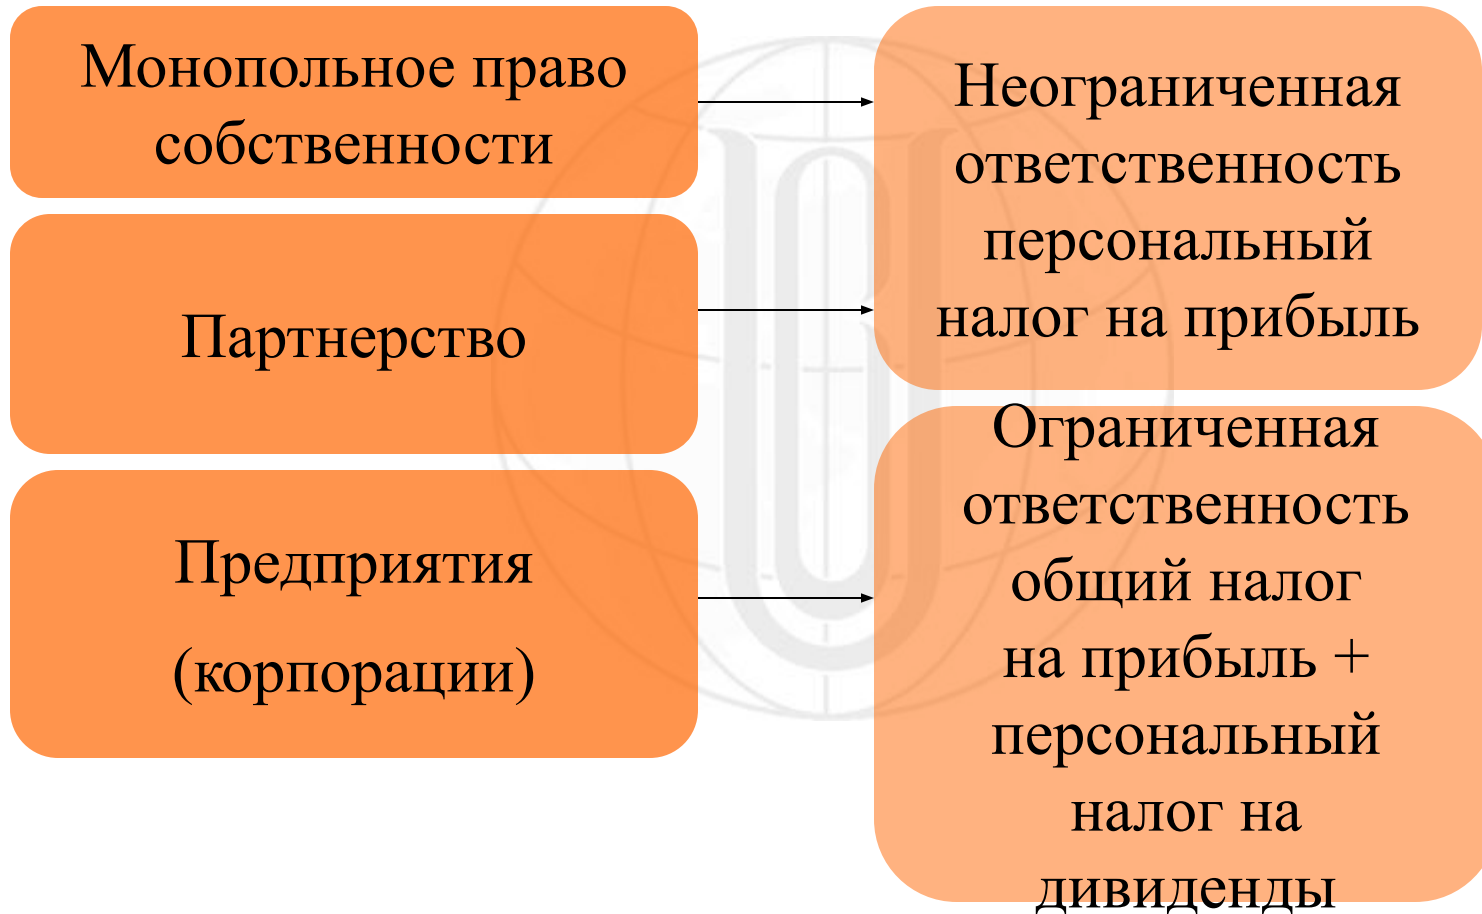 Монопольное право
собственности
Неограниченная
ответственность
персональный
налог на прибыль
Партнерство
Предприятия
(корпорации)
Ограниченная
ответственность
общий налог
на прибыль +
персональный
налог на
дивиденды